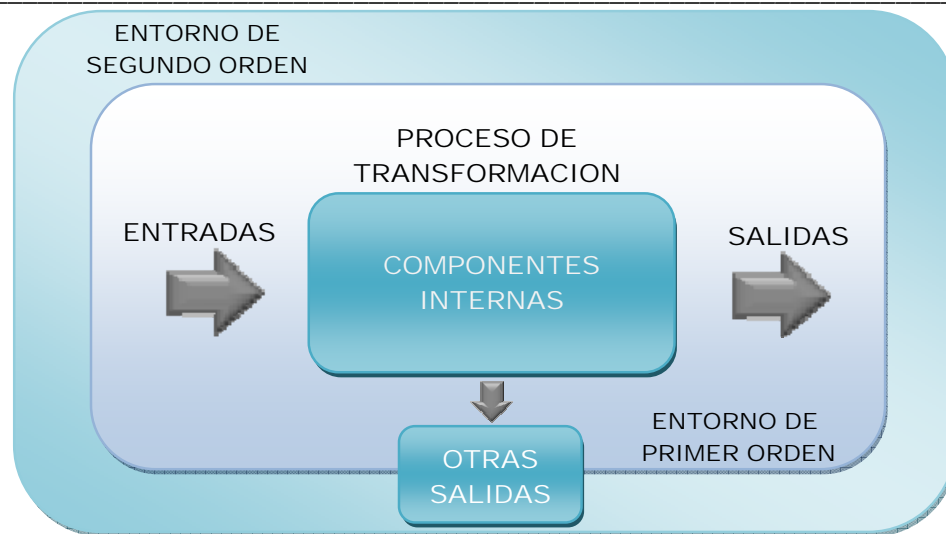 ENTORNO DE
SEGUNDO ORDEN
PROCESO DE
TRANSFORMACION
ENTRADAS
SALIDAS
COMPONENTES
INTERNAS
ENTORNO DE
PRIMER ORDEN
OTRAS
SALIDAS